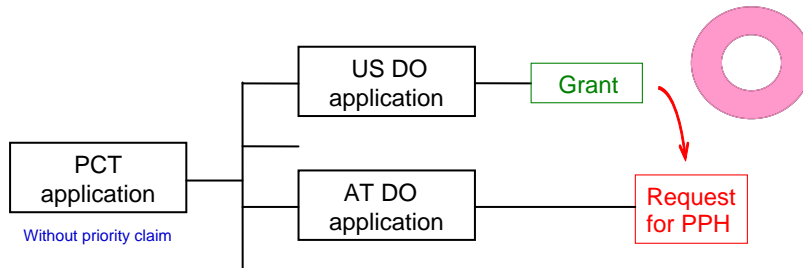 US DO
application
Grant
PCT
application
Without priority claim
AT DO
application
Request
for PPH